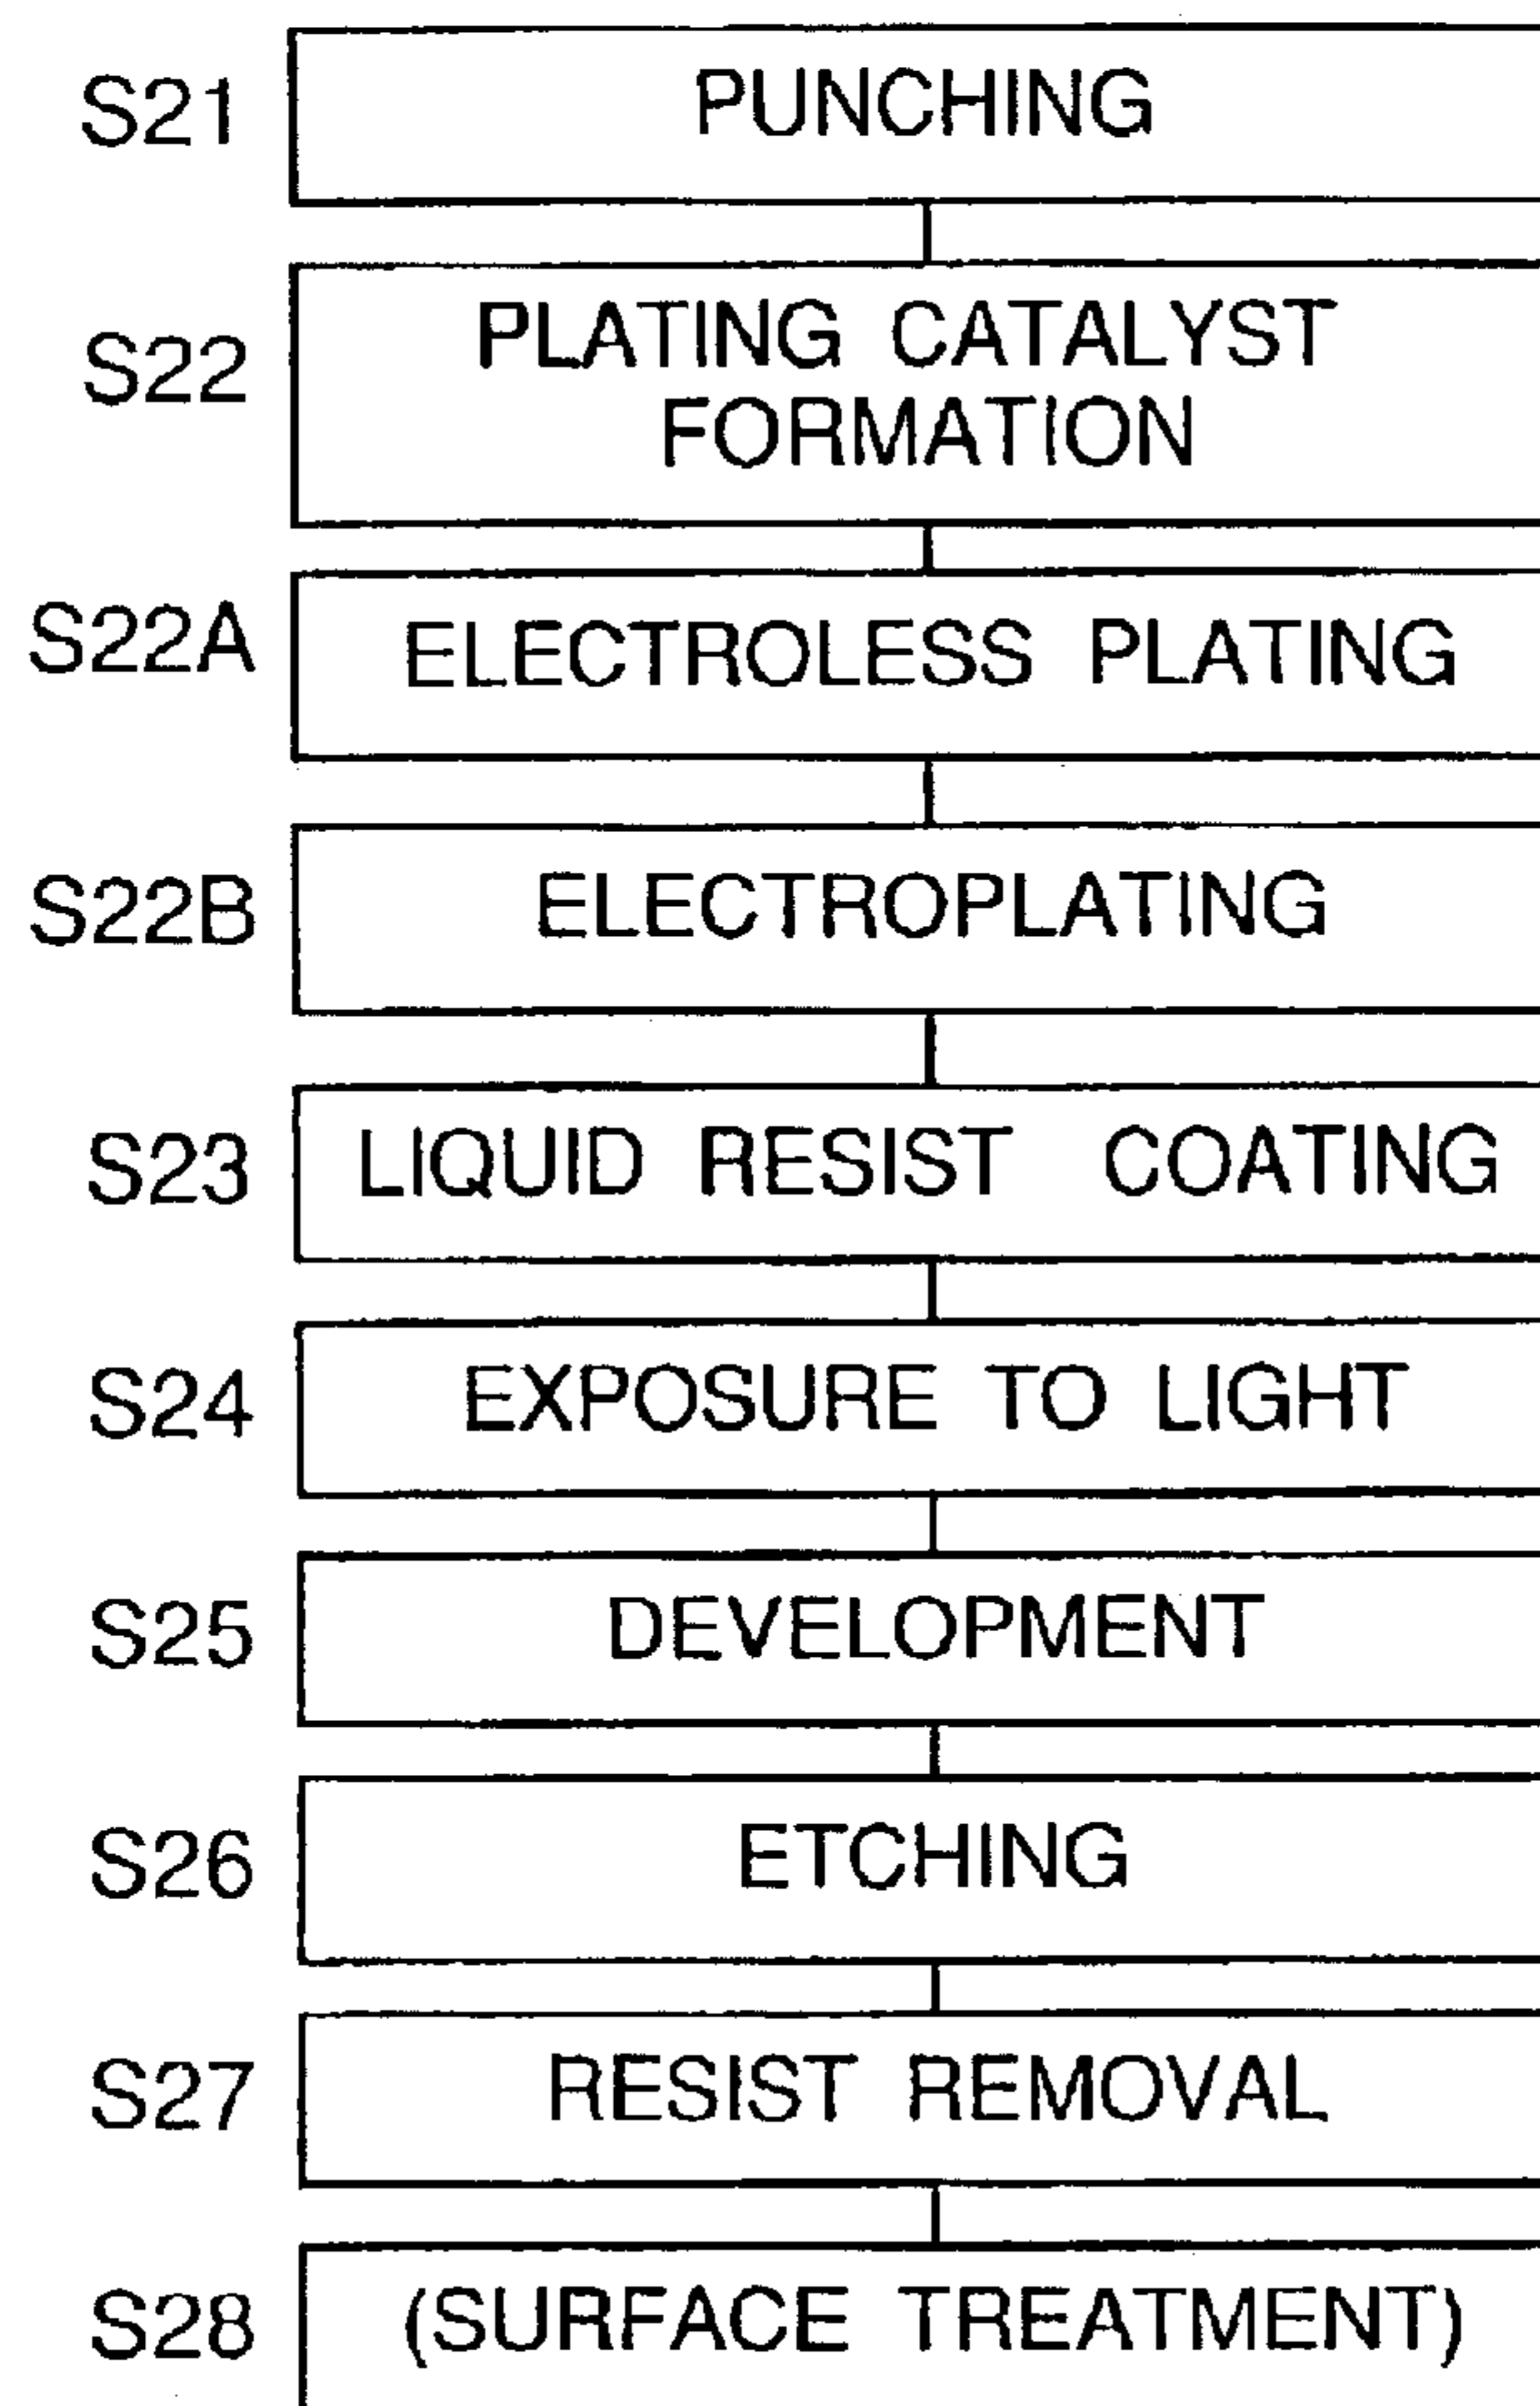 S21 PUNCHING
S22 PLATING CATALYST
FORMATION
S22A ELECTROLESS PLATING
S22B ELECTROPLATING
S23 LIQUID RESIST COATING
S24 EXPOSURE TO LIGHT
S25 DEVELOPMENT
S26 ETCHING
S27 RESIST REMOVAL
S28 (SURFACE TREATMENT)